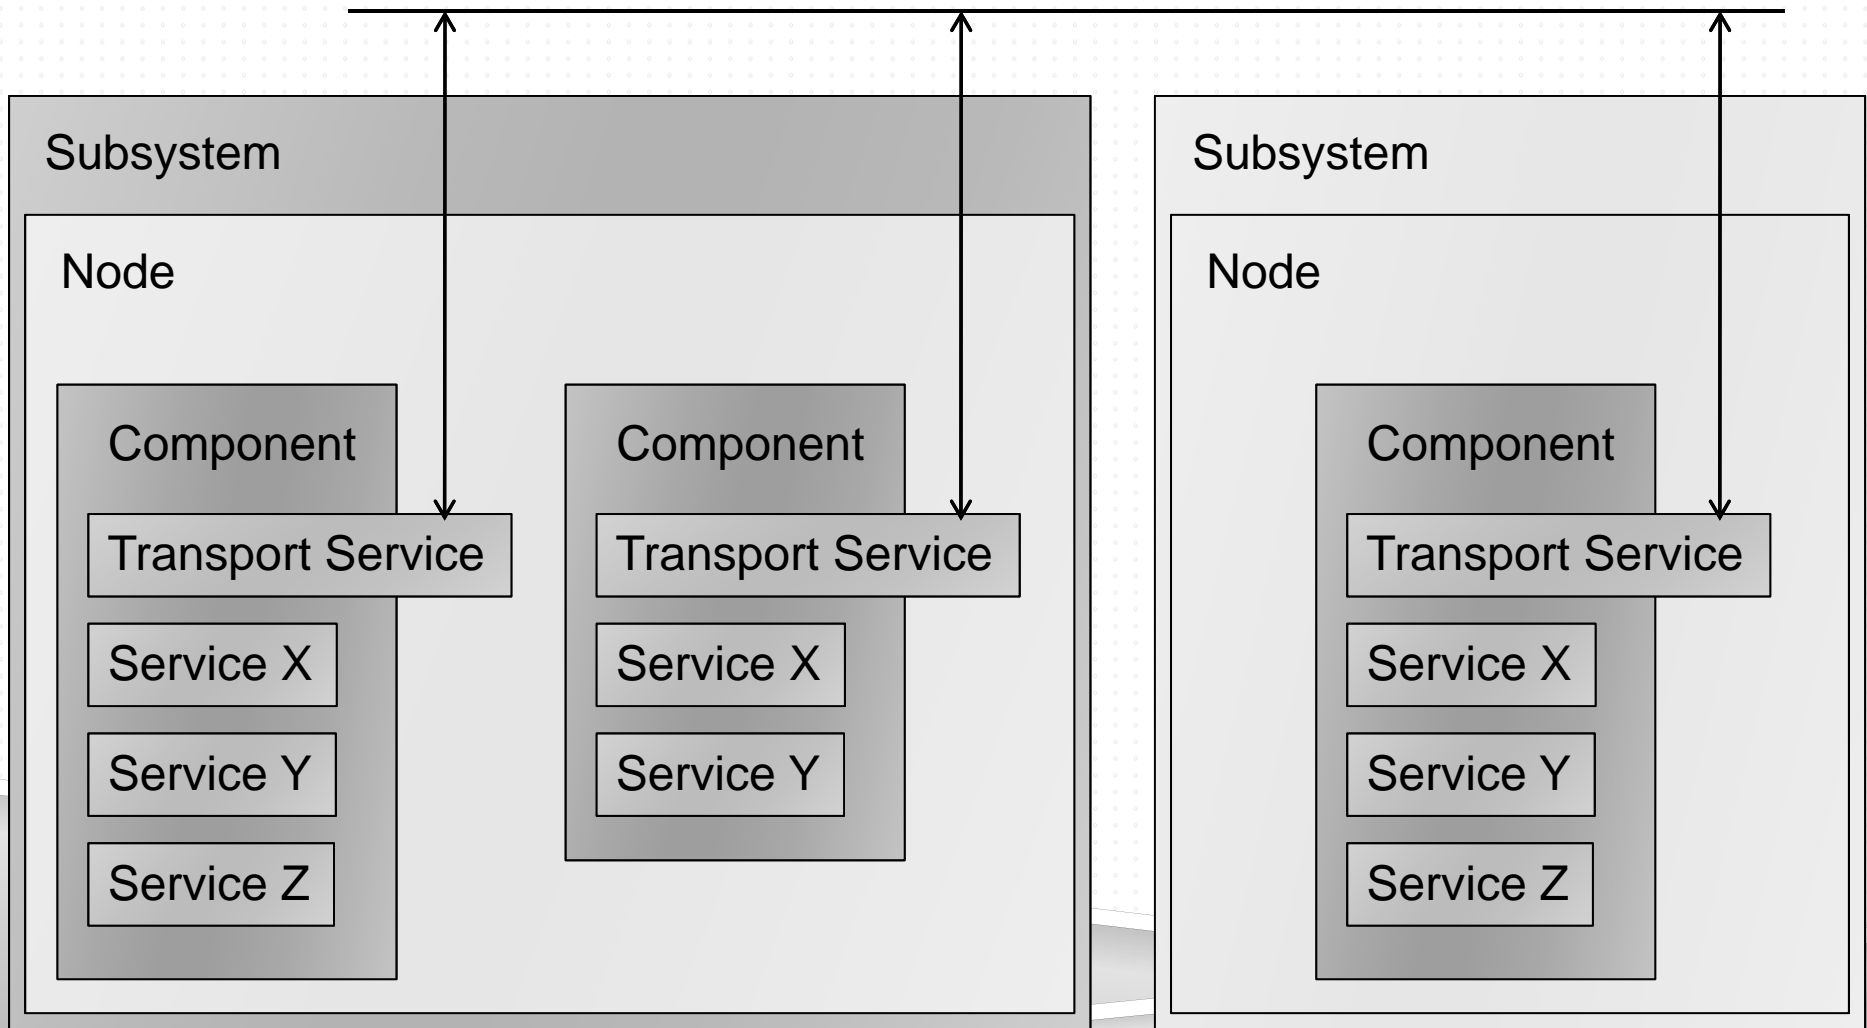 Subsystem
Node
Component
Transport Service
Service X
Service Y
Service Z
Component
Transport Service
Service X
Service Y
Subsystem
Node
Component
Transport Service
Service X
Service Y
Service Z